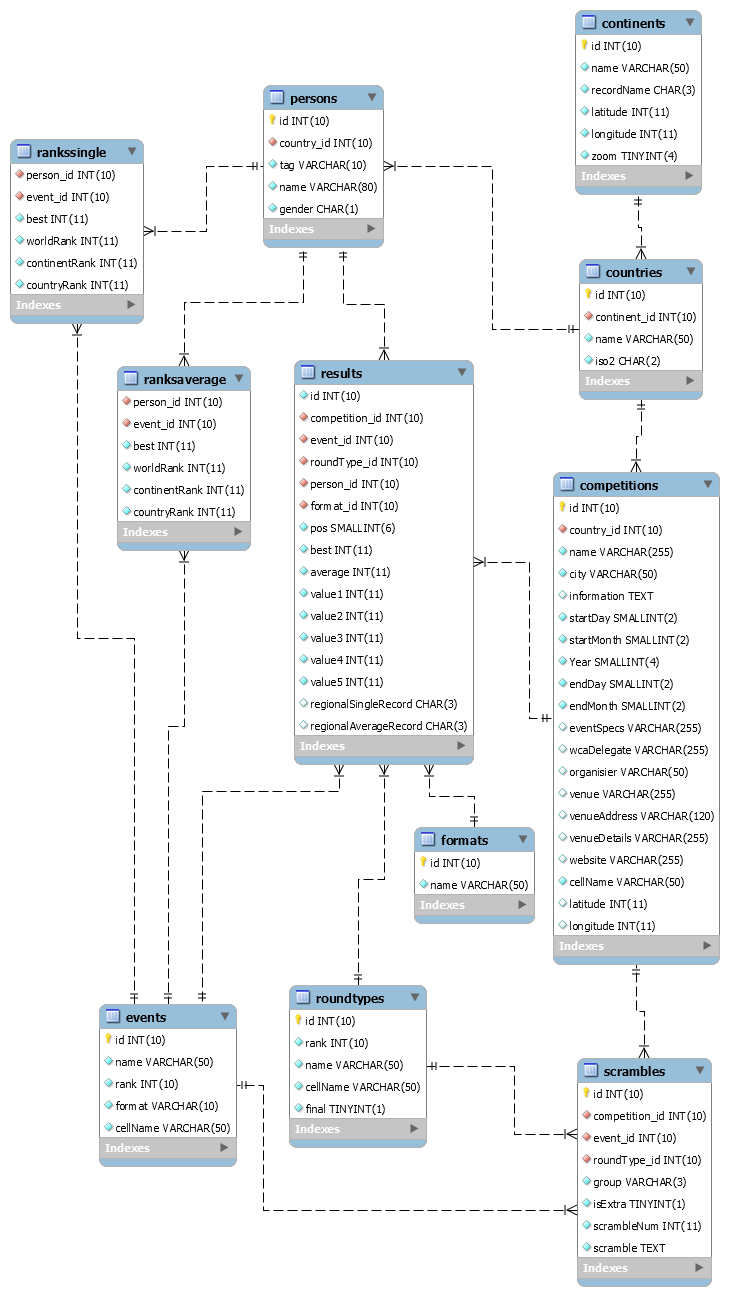 continents
id INT(10)
name VARCHAR(50)
recordName CHAR(3)
latitude INT(11)
longitude INT(11)
zoom TINYINT(4)
Indexes
persons
id INT(10)
country_id INT(10)
tag VARCHAR(10)
name VARCHAR(80)
gender CHAR(1)
Indexes
rankssingle
person_id INT(10)
event_id INT(10)
best INT(11)
worldRank INT(11)
continentRank INT(11)
countryRank INT(11)
Indexes
countries
id INT(10)
continent_id INT(10)
name VARCHAR(50)
iso2 CHAR(2)
Indexes
ranksaverage
person_id INT(10)
event_id INT(10)
best INT(11)
worldRank INT(11)
continentRank INT(11)
countryRank INT(11)
Indexes
results
id INT(10)
competition_id INT(10)
event_id INT(10)
roundType_id INT(10)
person_id INT(10)
format_id INT(10)
pos SMALLINT(6)
best INT(11)
average INT(11)
value1 INT(11)
value2 INT(11)
value3 INT(11)
value4 INT(11)
value5 INT(11)
regionalSingleRecord CHAR(3)
regionalAverageRecord CHAR(3)
Indexes
competitions
id INT(10)
country_id INT(10)
name VARCHAR(255)
city VARCHAR(50)
information TEXT
startDay SMALLINT(2)
startMonth SMALLINT(2)
Year SMALLINT(4)
endDay SMALLINT(2)
endMonth SMALLINT(2)
eventSpecs VARCHAR(255)
wcaDelegate VARCHAR(255)
organisier VARCHAR(50)
venue VARCHAR(255)
venueAddress VARCHAR(120)
venueDetails VARCHAR(255)
website VARCHAR(255)
cellName VARCHAR(50)
latitude INT(11)
longitude INT(11)
Indexes
formats
id INT(10)
name VARCHAR(50)
Indexes
events
id INT(10)
name VARCHAR(50)
rank INT(10)
format VARCHAR(10)
cellName VARCHAR(50)
Indexes
roundtypes
id INT(10)
rank INT(10)
name VARCHAR(50)
cellName VARCHAR(50)
final TINYINT(1)
Indexes
scrambles
id INT(10)
competition_id INT(10)
event_id INT(10)
roundType_id INT(10)
group VARCHAR(3)
isExtra TINYINT(1)
scrambleNum INT(11)
scramble TEXT
Indexes